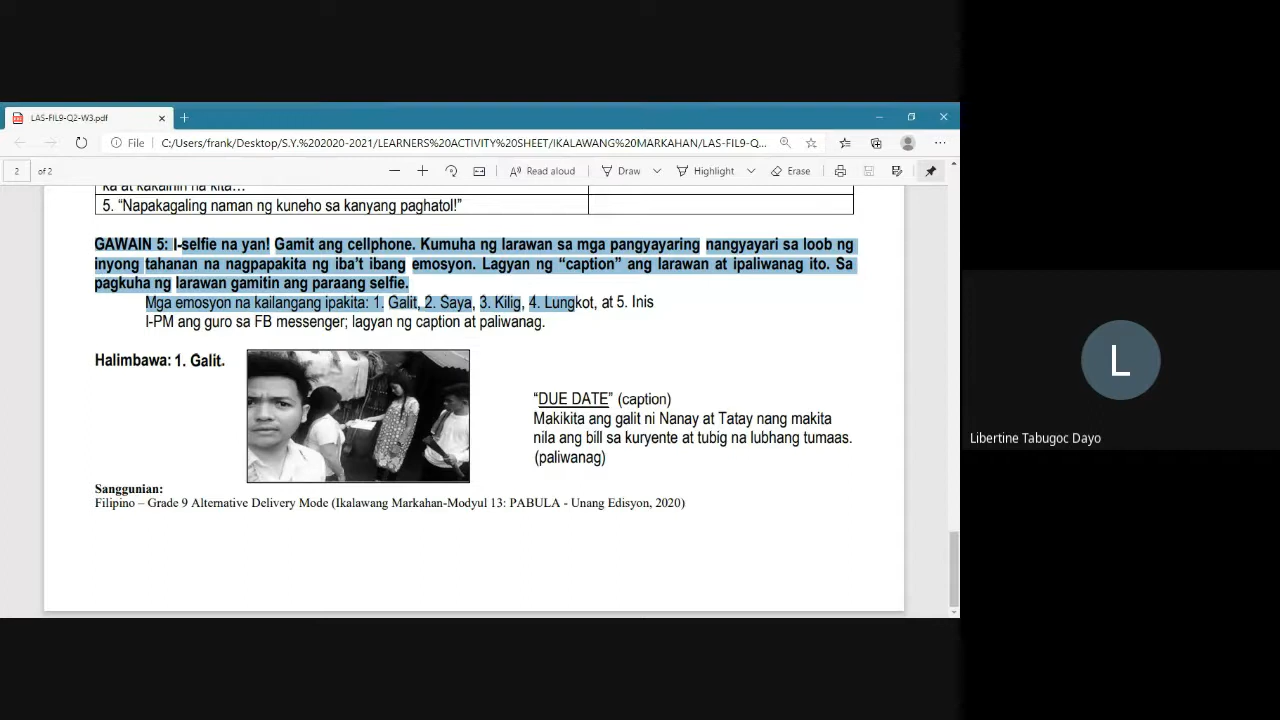 LAS-FIL9-Q2-W3.pdf
File
C:/Users/frank/Desktop/S.Y.%202020-2021/LEARNERS%20ACTIVITY%20SHEET/IKALAWANG%20MARKAHAN/LAS-FIL9-Q...
2 of 2
Read aloud
Draw
Highlight
Erase
ka at kakainin na kita…
5. “Napakagaling naman ng kuneho sa kanyang paghatol!”
GAWAIN 5: I-selfie na yan! Gamit ang cellphone. Kumuha ng larawan sa mga pangyayaring nangyayari sa loob ng
inyong tahanan na nagpapakita ng iba’t ibang emosyon. Lagyan ng “caption” ang larawan at ipaliwanag ito. Sa
pagkuha ng larawan gamitin ang paraang selfie.
Mga emosyon na kailangang ipakita: 1. Galit, 2. Saya, 3. Kilig, 4. Lungkot, at 5. Inis
I-PM ang guro sa FB messenger; lagyan ng caption at paliwanag.
Halimbawa: 1. Galit.
“DUE DATE” (caption)
Makikita ang galit ni Nanay at Tatay nang makita
nila ang bill sa kuryente at tubig na lubhang tumaas.
(paliwanag)
Sanggunian:
Filipino – Grade 9 Alternative Delivery Mode (Ikalawang Markahan-Modyul 13: PABULA - Unang Edisyon, 2020)
L
Libertine Tabugoc Dayo